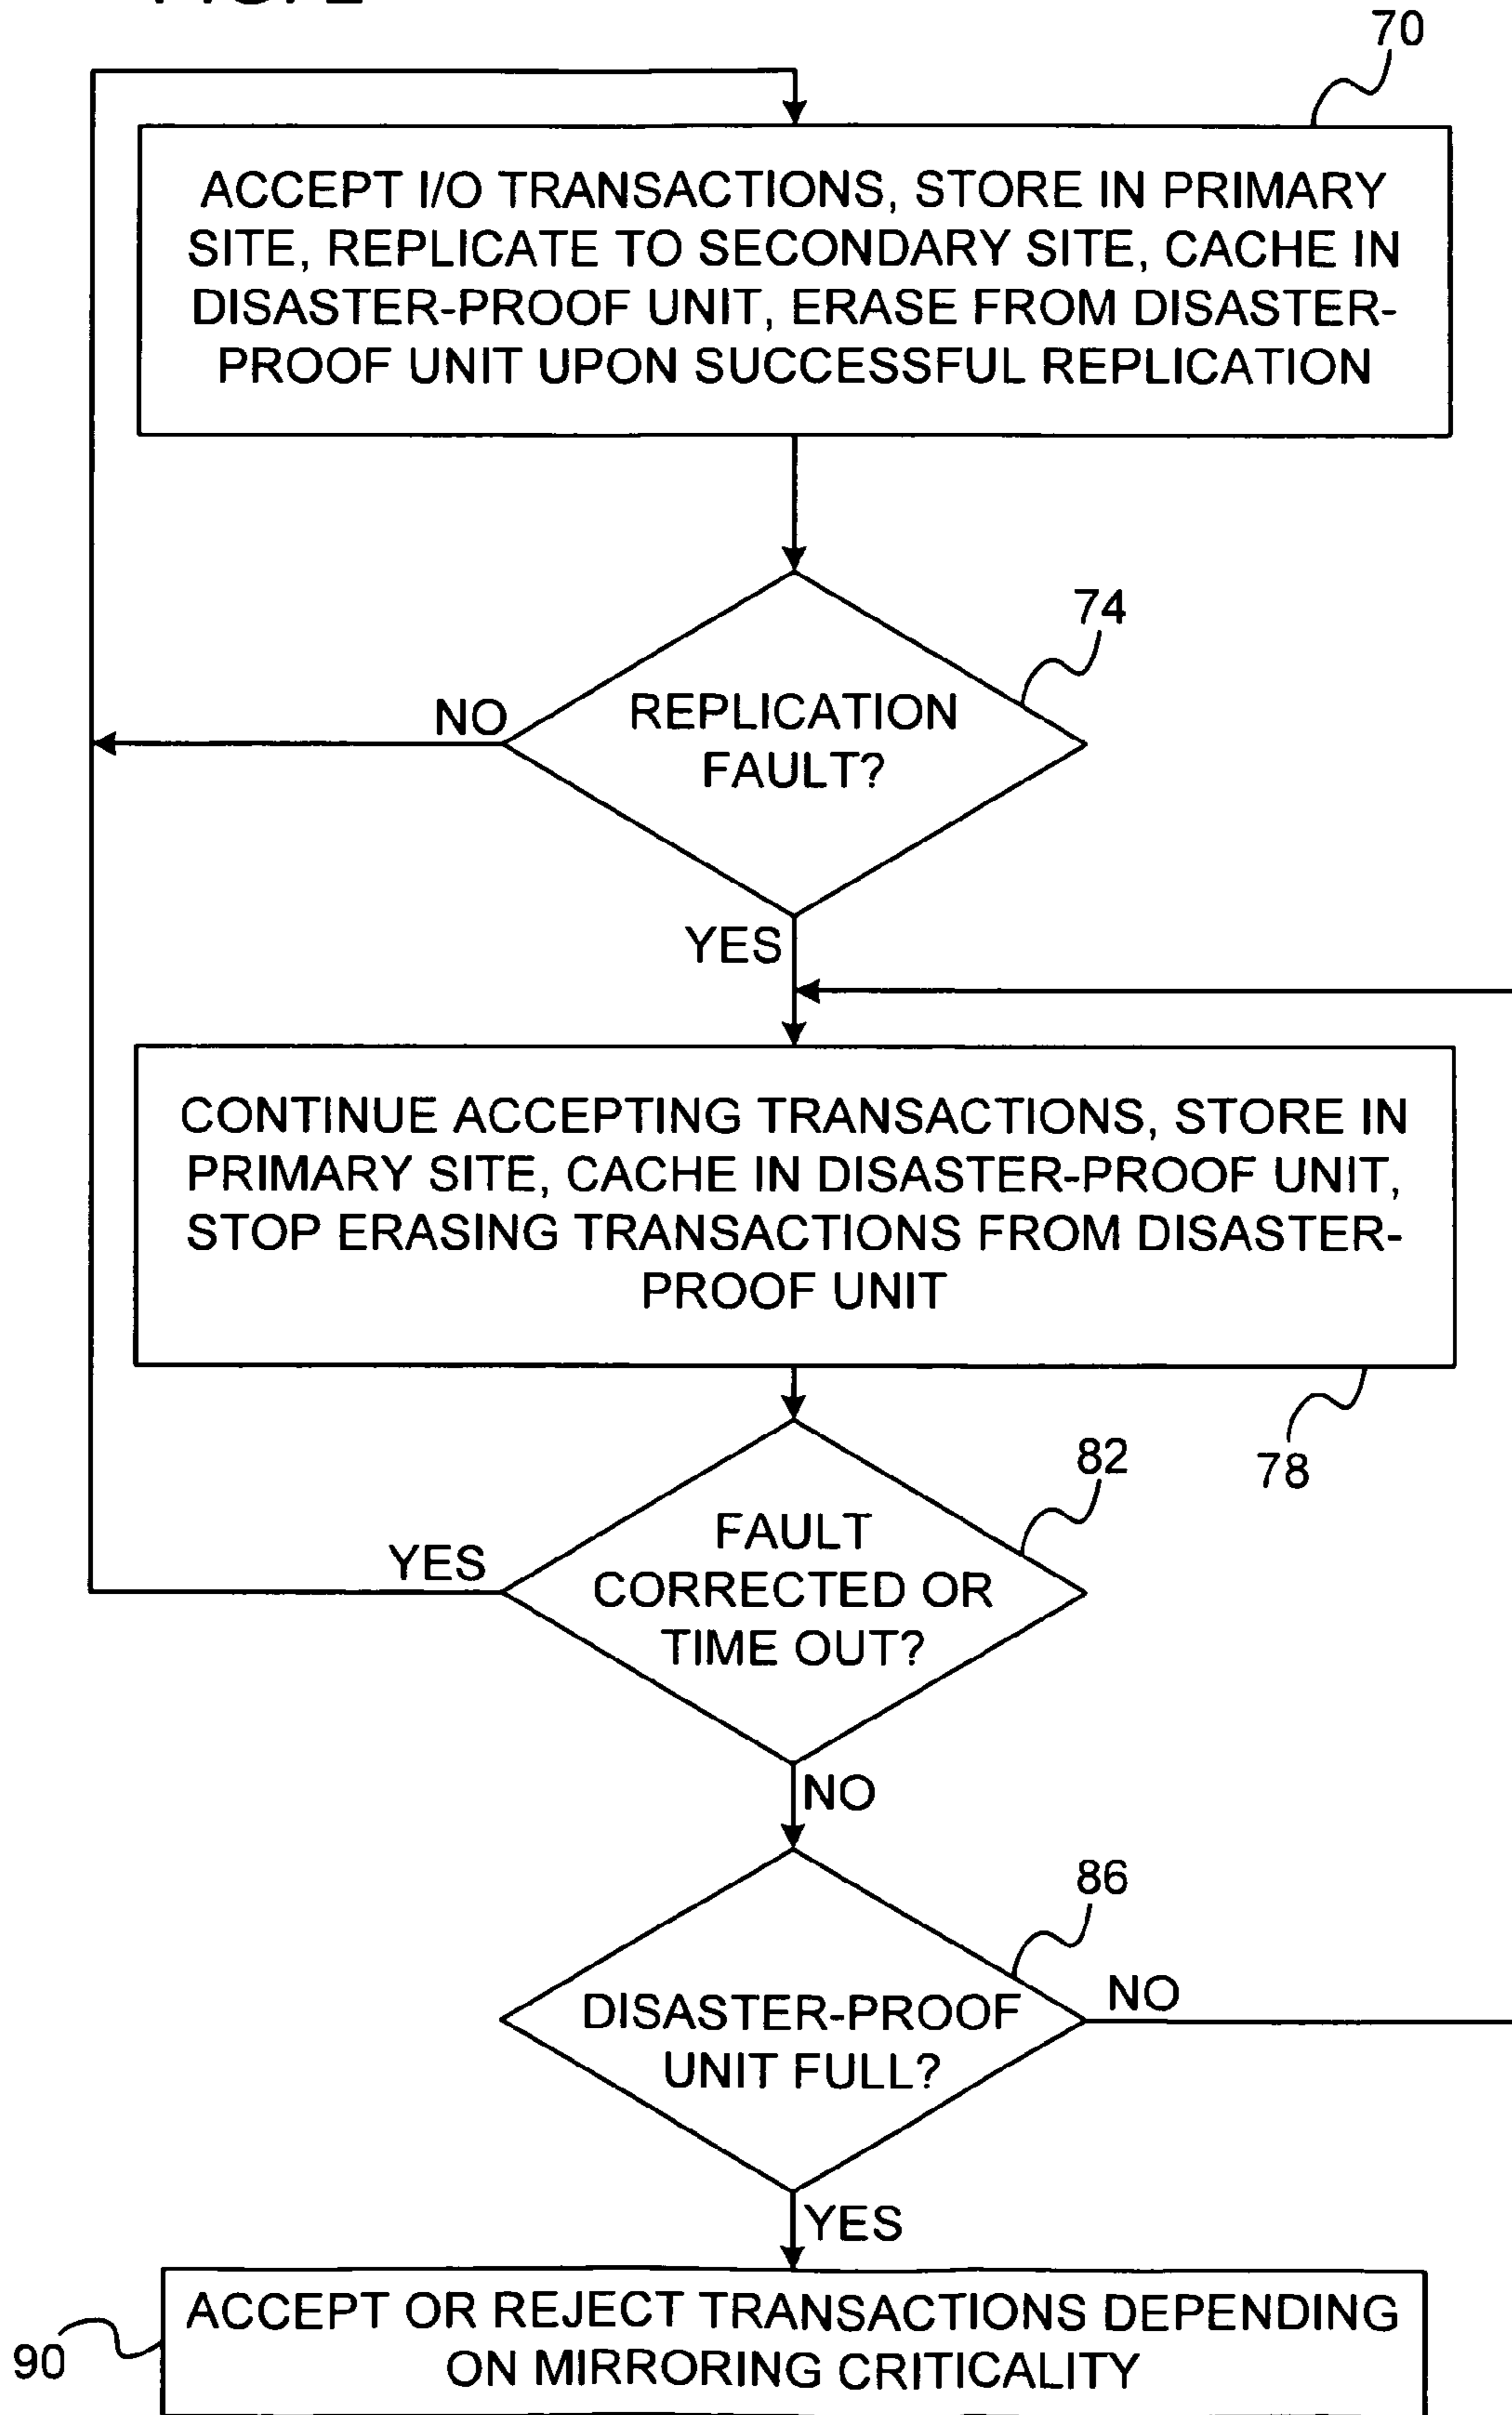 70
ACCEPT I/O TRANSACTIONS, STORE IN PRIMARY
SITE, REPLICATE TO SECONDARY SITE, CACHE IN
DISASTER-PROOF UNIT, ERASE FROM DISASTER-
PROOF UNIT UPON SUCCESSFUL REPLICATION
74
NO
REPLICATION
FAULT?
YES
CONTINUE ACCEPTING TRANSACTIONS, STORE IN
PRIMARY SITE, CACHE IN DISASTER-PROOF UNIT,
STOP ERASING TRANSACTIONS FROM DISASTER-
PROOF UNIT
78
82
YES
FAULT
CORRECTED OR
TIME OUT?
NO
86
NO
DISASTER-PROOF
UNIT FULL?
YES
ACCEPT OR REJECT TRANSACTIONS DEPENDING
ON MIRRORING CRITICALITY
90